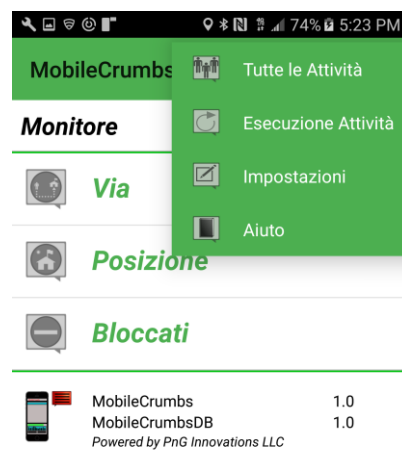 74% 5:23 PM
MobileCrumbs
Tutte le Attività
Monitore
Esecuzione Attività
Via
Impostazioni
Aiuto
Posizione
Bloccati
MobileCrumbs 1.0
MobileCrumbsDB 1.0
Powered by PnG Innovations LLC